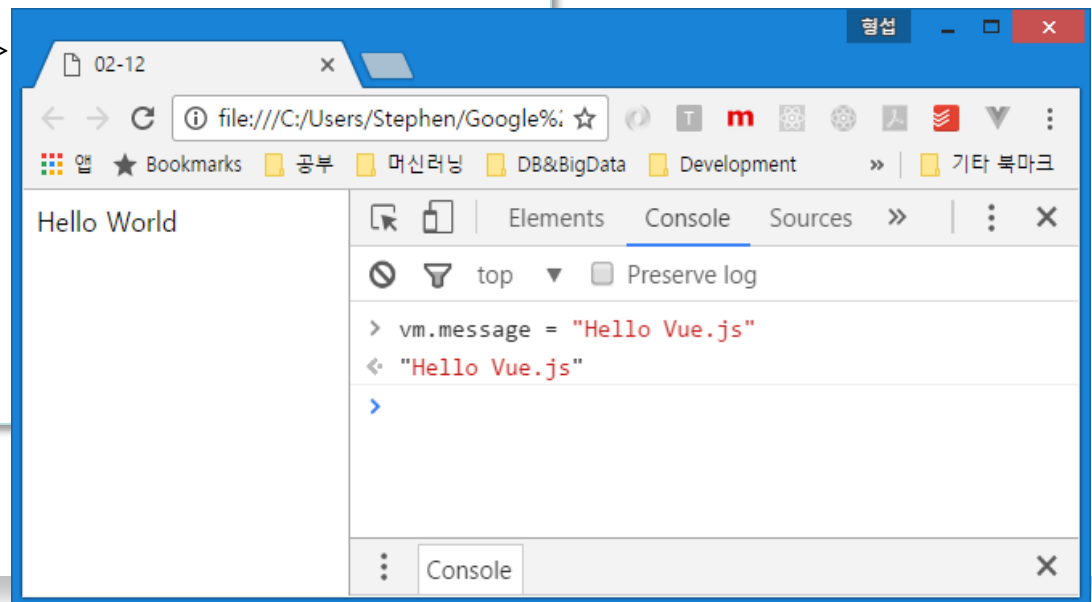 형섭
>
02-12
file:///C:/Users/Stephen/Google%2
T m
앱 Bookmarks 공부 머신러닝 DB&BigData Development » 기타 북마크
Hello World
Elements Console Sources »
top ▼ Preserve log
> vm.message = "Hello Vue.js"
"Hello Vue.js"
>
Console